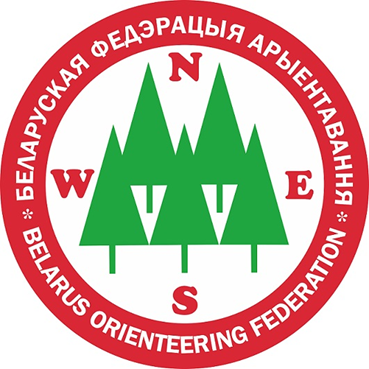 БЕЛАРУСКАЯ ФЕДЭРАЦЫЯ АРЫЕНТАВАННЯ
N
W E
S
* BELARUS ORIENTEERING FEDERATION *